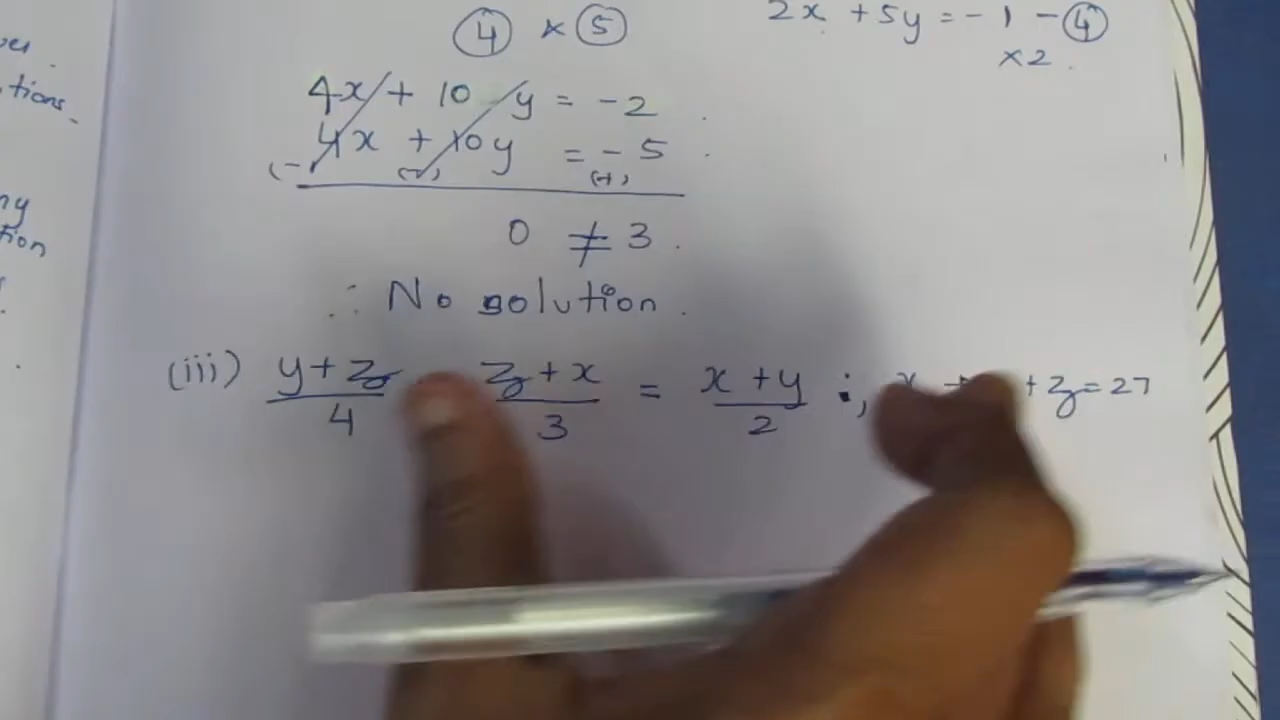 ④ × ⑤
2x + 5y = - 1 - ④
×2
tions
4x + 10 y = -2
4x + 10y = - 5
(-) (-) (+)
0 ≠ 3.
∴ No solution.
(iii) y+z/4 z+x/3 = x+y/2 ; + z = 27